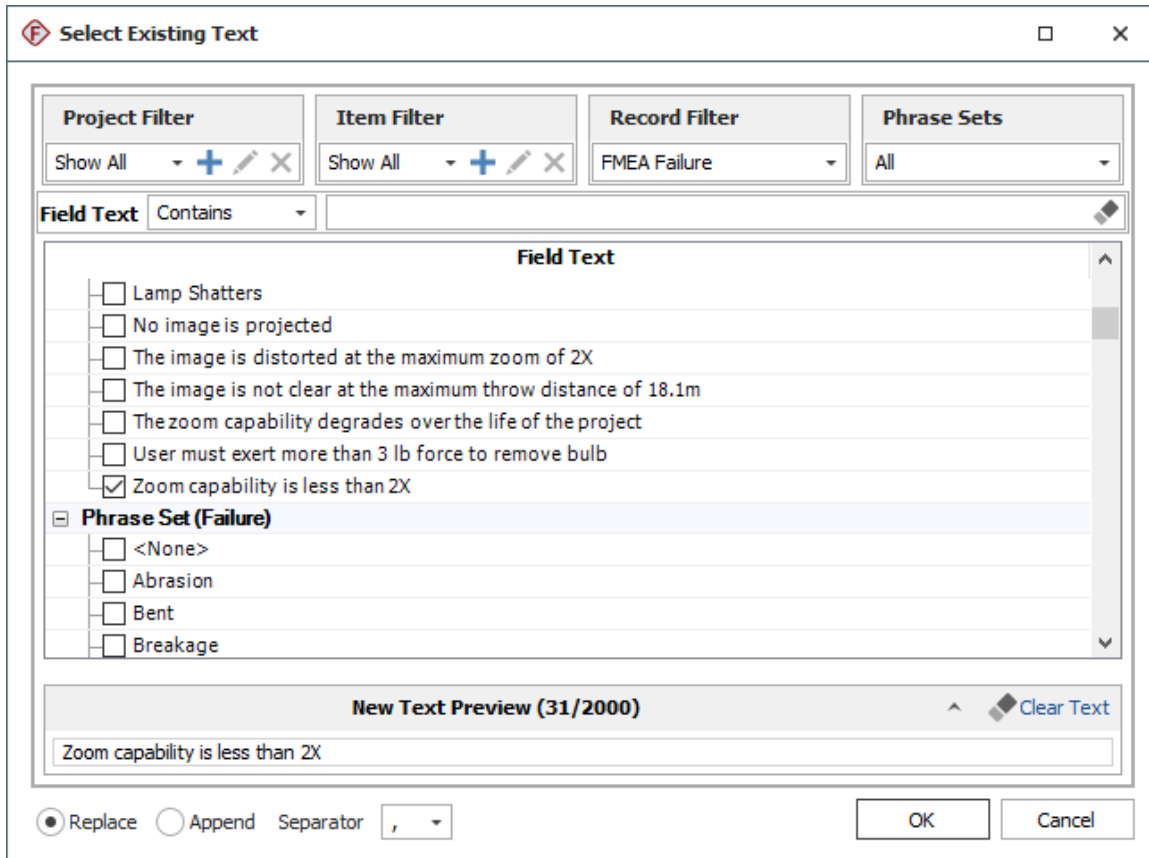 Select Existing Text
Project Filter Item Filter Record Filter Phrase Sets
Show All Show All FMEA Failure All
Field Text Contains
Field Text
Lamp Shatters
No image is projected
The image is distorted at the maximum zoom of 2X
The image is not clear at the maximum throw distance of 18.1m
The zoom capability degrades over the life of the project
User must exert more than 3 lb force to remove bulb
Zoom capability is less than 2X
Phrase Set (Failure)
<None>
Abrasion
Bent
Breakage
New Text Preview (31/2000) Clear Text
Zoom capability is less than 2X
Replace Append Separator , OK Cancel